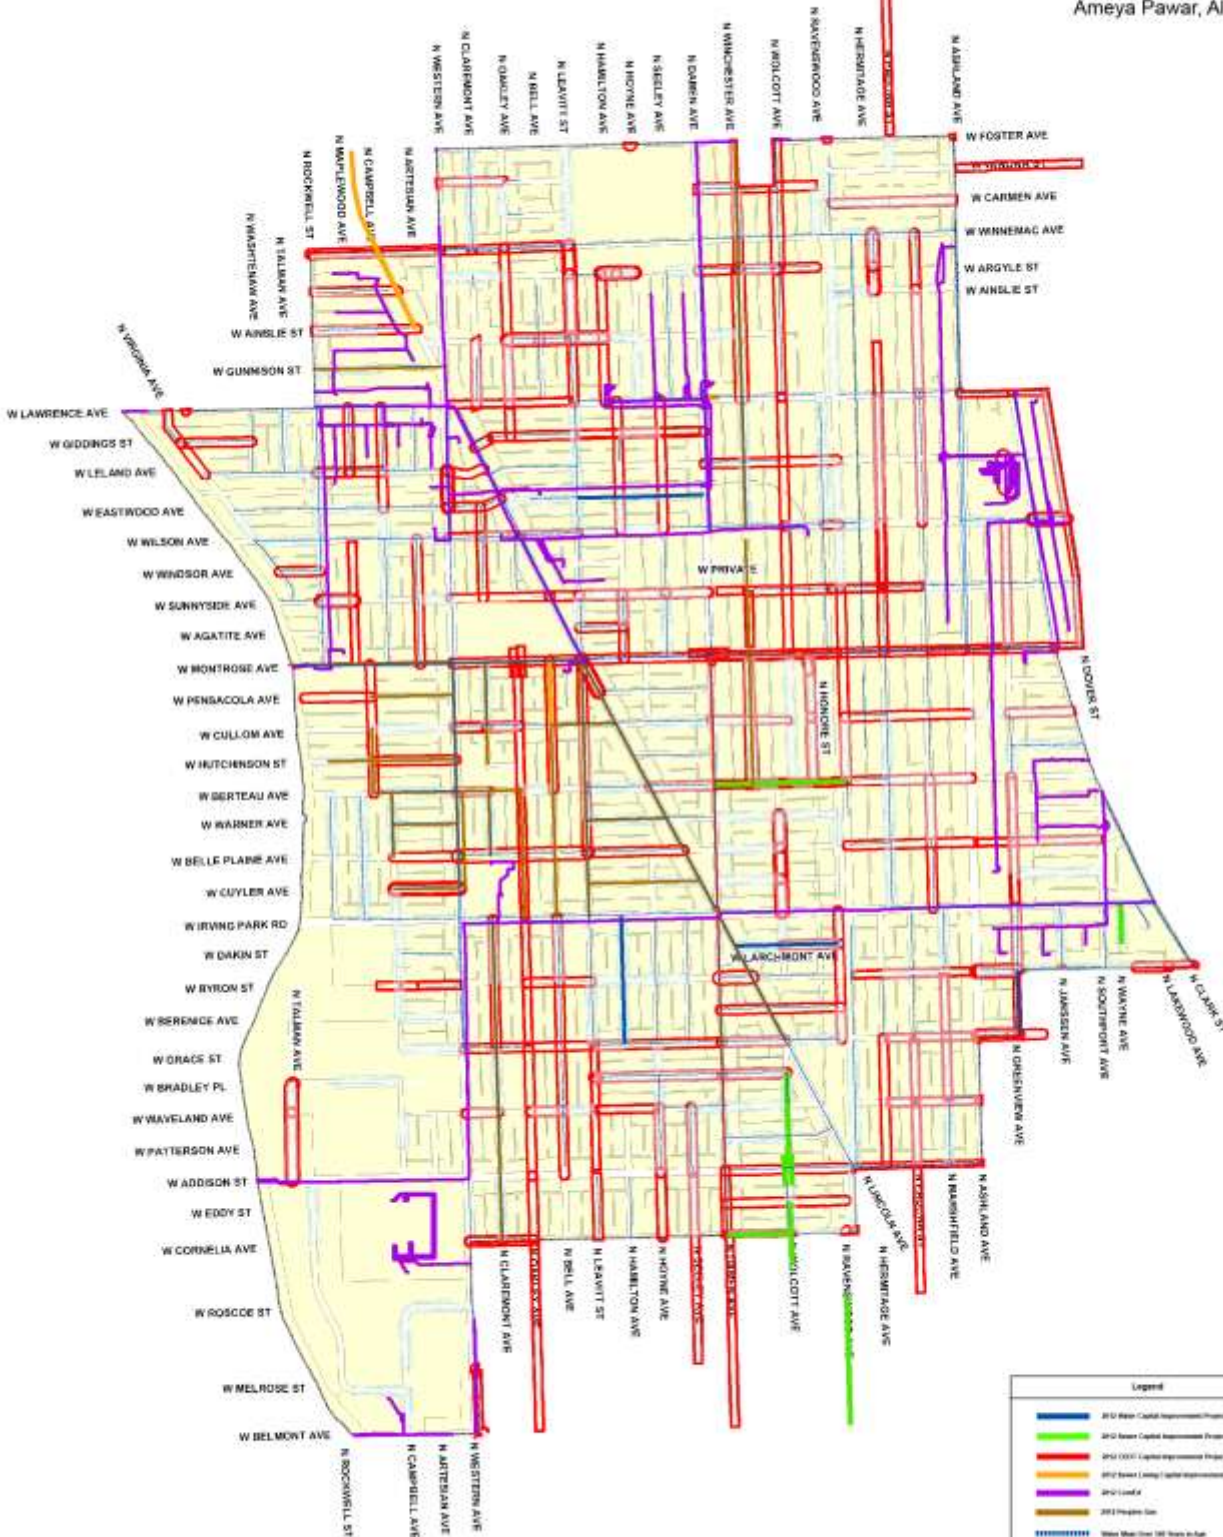 Ameya Pawar, Al
N WESTERN AVE
N CLAREMONT AVE
N OAKLEY AVE
N BELL AVE
N LEAVITT ST
N HAMILTON AVE
N HOYNE AVE
N SEELEY AVE
N DAMEN AVE
N WINCHESTER AVE
N WOLCOTT AVE
N RAVENSWOOD AVE
N HERMITAGE AVE
N ASHLAND AVE
W FOSTER AVE
W CARMEN AVE
W WINNEMAC AVE
W ARGYLE ST
W AINSLIE ST
N WASHTENAW AVE
N TALMAN AVE
N ROCKWELL ST
N MAPLEWOOD AVE
N CAMPBELL AVE
N ARTESIAN AVE
W AINSLIE ST
W GUNNISON ST
N VIRGINIA AVE
W LAWRENCE AVE
W GIDDINGS ST
W LELAND AVE
W EASTWOOD AVE
W WILSON AVE
W WINDSOR AVE
W PRIVATE
W SUNNYSIDE AVE
W AGATITE AVE
W MONTROSE AVE
W PENSACOLA AVE
N HONORE ST
N DOVER ST
W CULLOM AVE
W HUTCHINSON ST
W BERTEAU AVE
W WARNER AVE
W BELLE PLAINE AVE
W CUYLER AVE
W IRVING PARK RD
W DAKIN ST
W LARCHMONT AVE
W BYRON ST
W BERENICE AVE
N TALMAN AVE
W GRACE ST
W BRADLEY PL
W WAVELAND AVE
W PATTERSON AVE
W ADDISON ST
W EDDY ST
W CORNELIA AVE
W ROSCOE ST
W MELROSE ST
W BELMONT AVE
N GREENVIEW AVE
N JANSSEN AVE
N SOUTHPORT AVE
N WAYNE AVE
N LAKEWOOD AVE
N CLARK ST
N CLAREMONT AVE
N BELL AVE
N LEAVITT ST
N HAMILTON AVE
N HOYNE AVE
N WOLCOTT AVE
N RAVENSWOOD AVE
N LINCOLN AVE
N HERMITAGE AVE
N MARSHFIELD AVE
N ASHLAND AVE
N ROCKWELL ST
N CAMPBELL AVE
N ARTESIAN AVE
N WESTERN AVE
Legend